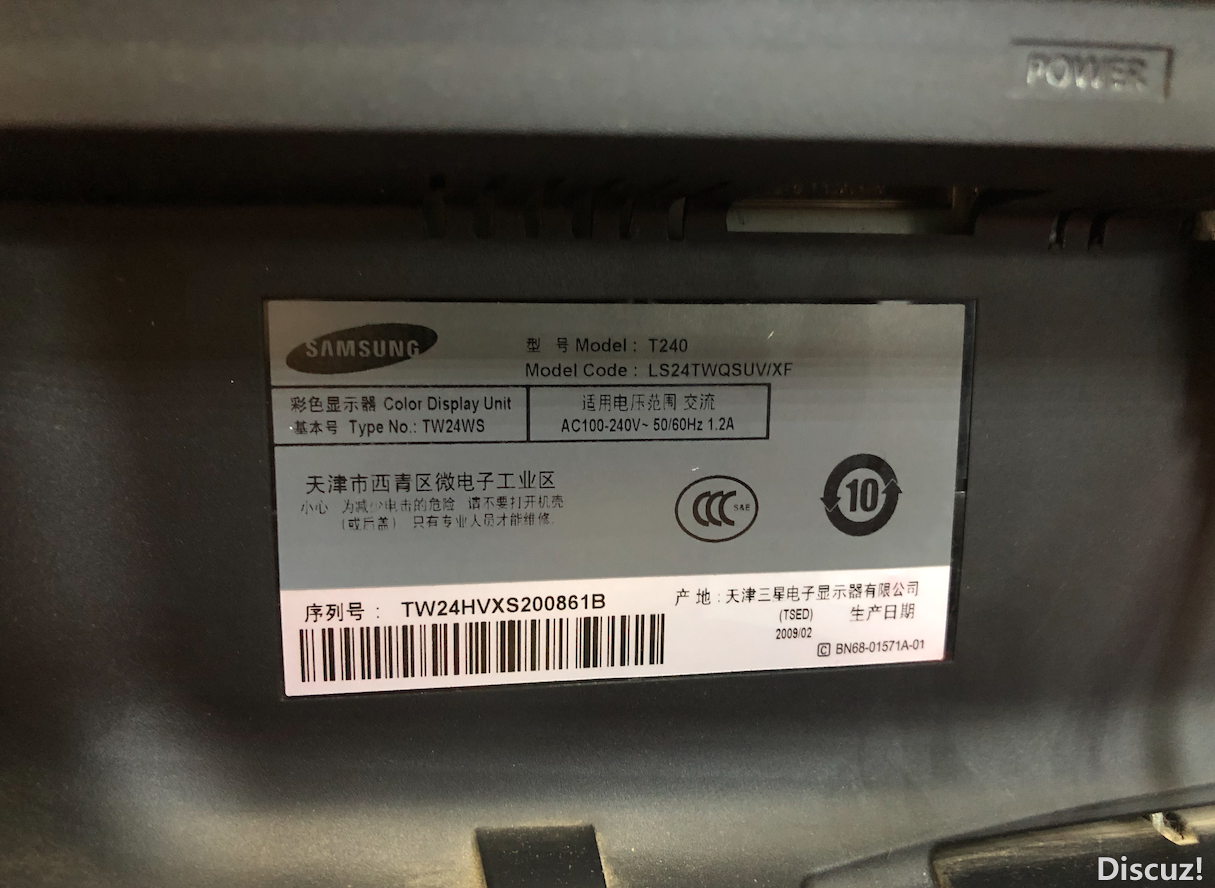 POWER
SAMSUNG
型 号 Model : T240
Model Code : LS24TWQSUV/XF
彩色显示器 Color Display Unit
基本号 Type No.: TW24WS
适用电压范围 交流
AC100-240V~ 50/60Hz 1.2A
天津市西青区微电子工业区
小心 为减少电击的危险 请不要打开机壳
(或后盖) 只有专业人员才能维修.
CCC S&E
10
序列号 : TW24HVXS200861B
产 地 : 天津三星电子显示器有限公司
(TSED) 生产日期
2009/02
C BN68-01571A-01
Discuz!